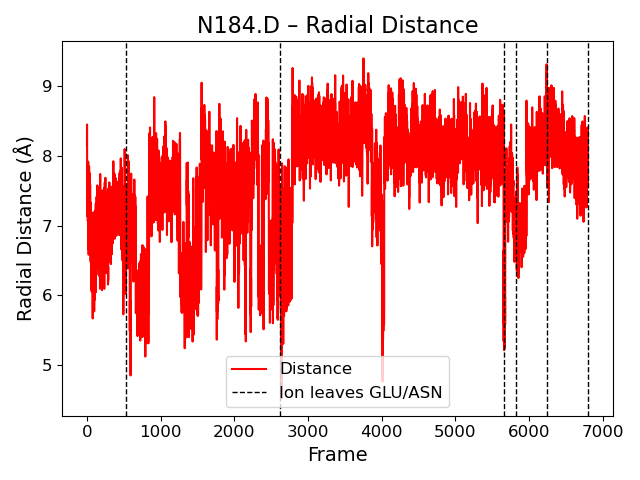 N184.D – Radial Distance
Radial Distance (Å)
9
8
7
6
5
Distance
Ion leaves GLU/ASN
0 1000 2000 3000 4000 5000 6000 7000
Frame